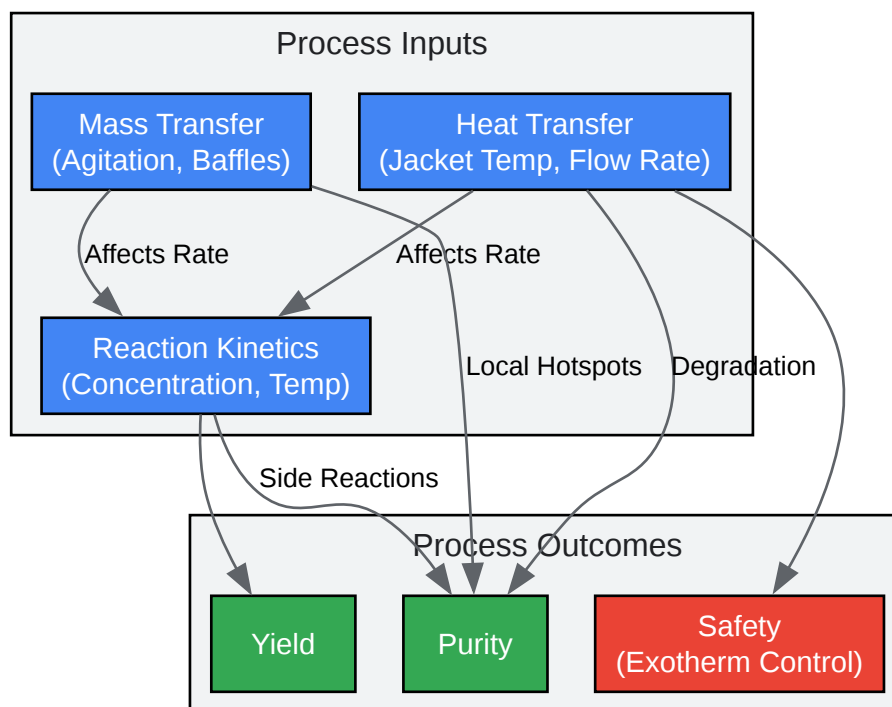 Process Inputs
Mass Transfer
(Agitation, Baffles)
Heat Transfer
(Jacket Temp, Flow Rate)
Affects Rate
Affects Rate
Reaction Kinetics
(Concentration, Temp)
Local Hotspots
Degradation
Side Reactions
Process Outcomes
Yield
Purity
Safety
(Exotherm Control)